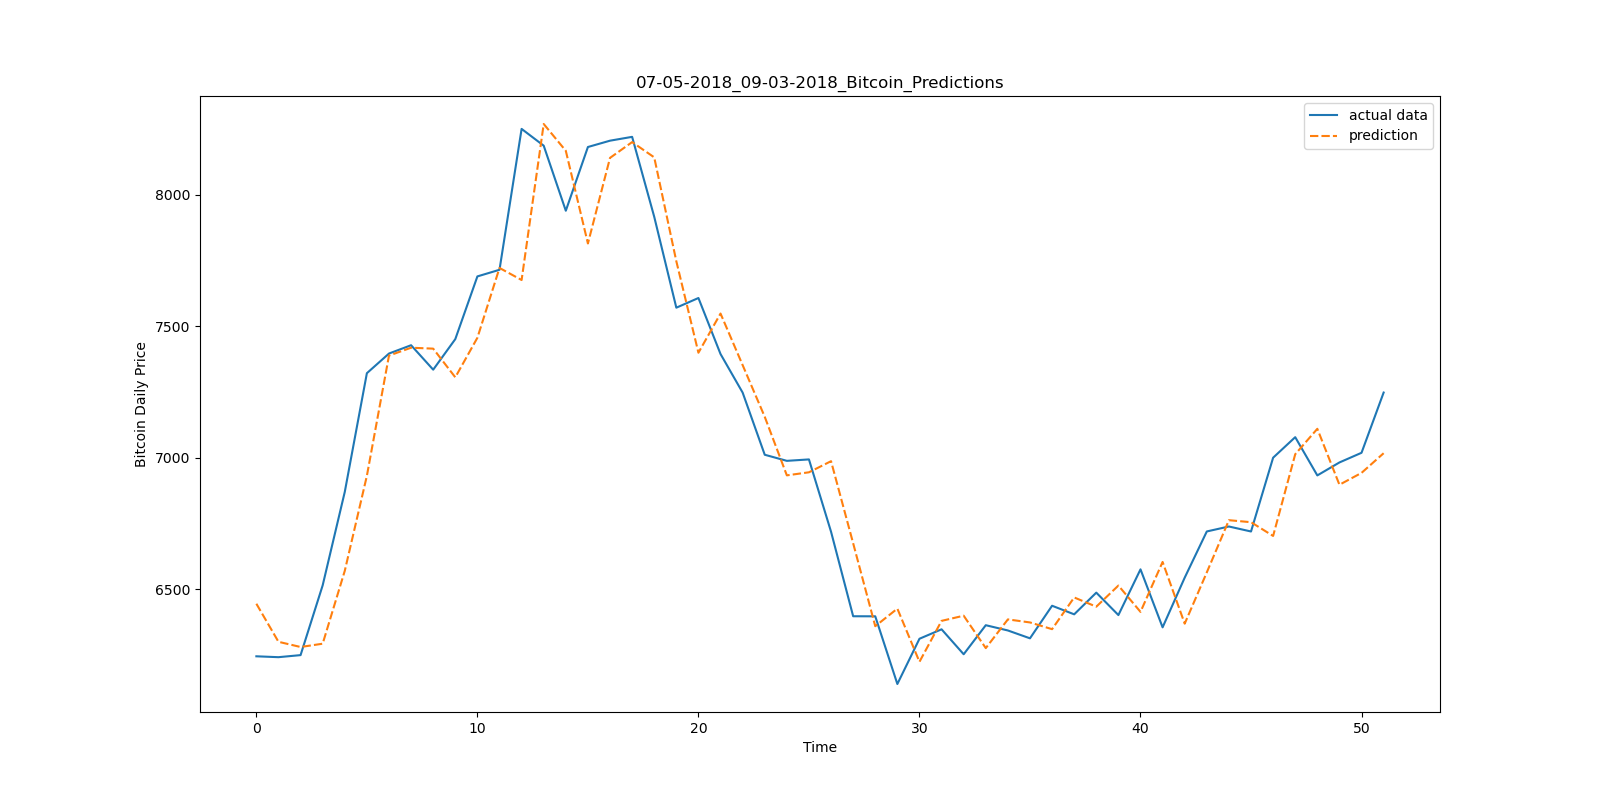 07-05-2018_09-03-2018_Bitcoin_Predictions
actual data
prediction
Bitcoin Daily Price
8000
7500
7000
6500
0 10 20 30 40 50
Time